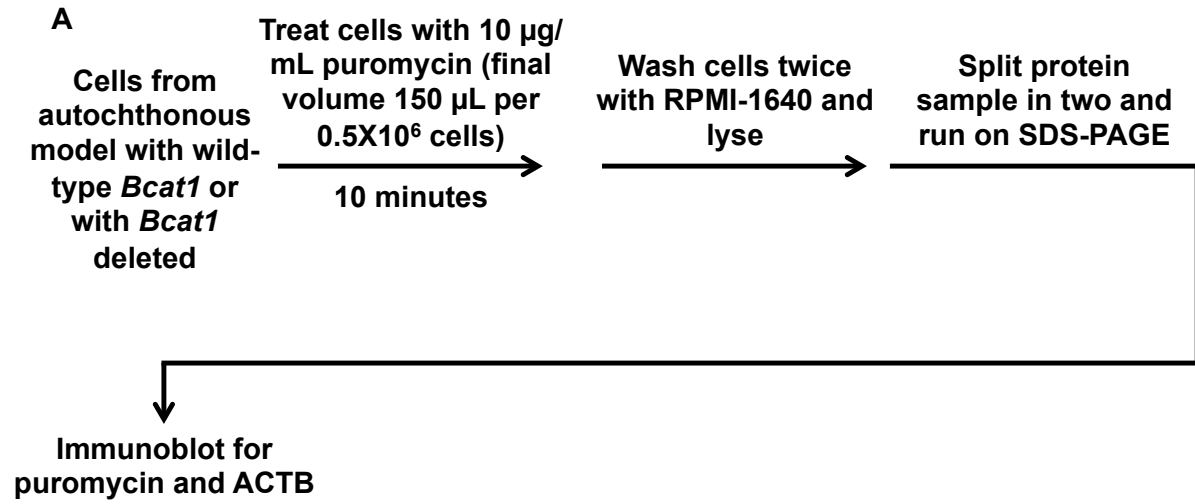 A
Cells from
autochthonous
model with wild-
type Bcat1 or
with Bcat1
deleted
Treat cells with 10 µg/
mL puromycin (final
volume 150 µL per
0.5X10⁶ cells)
10 minutes
Wash cells twice
with RPMI-1640 and
lyse
Split protein
sample in two and
run on SDS-PAGE
Immunoblot for
puromycin and ACTB